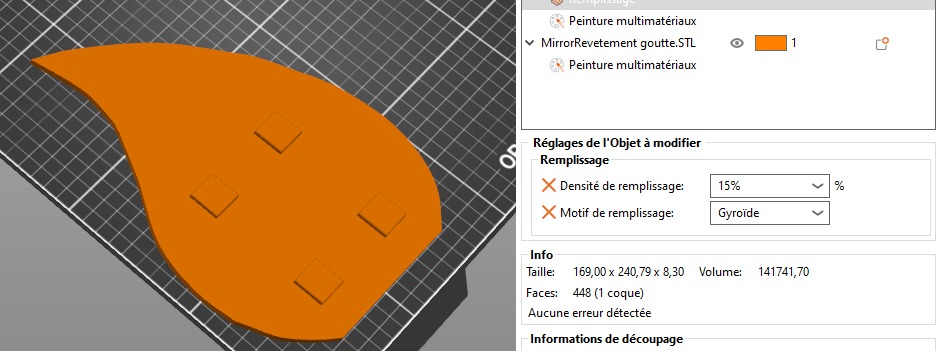 Remplissage
Peinture multimatériaux
MirrorRevetement goutte.STL 1
Peinture multimatériaux
Réglages de l'Objet à modifier
Remplissage
Densité de remplissage: 15% %
Motif de remplissage: Gyroïde
Info
Taille: 169,00 x 240,79 x 8,30 Volume: 141741,70
Faces: 448 (1 coque)
Aucune erreur détectée
Informations de découpage